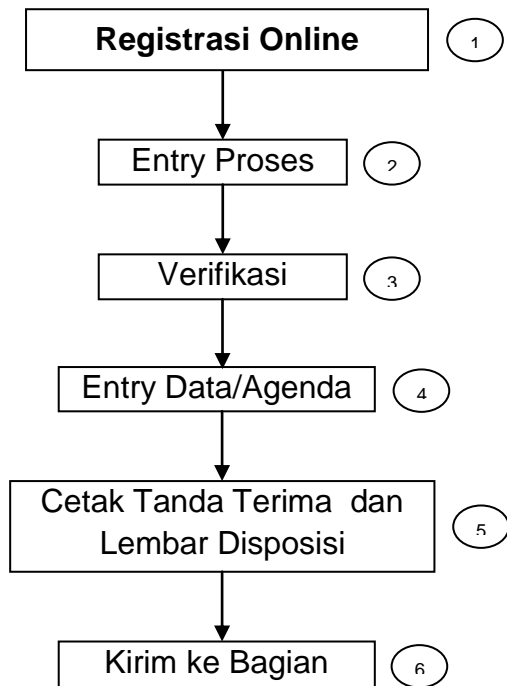 Registrasi Online
1
Entry Proses
2
Verifikasi
3
Entry Data/Agenda
4
Cetak Tanda Terima dan
Lembar Disposisi
5
Kirim ke Bagian
6